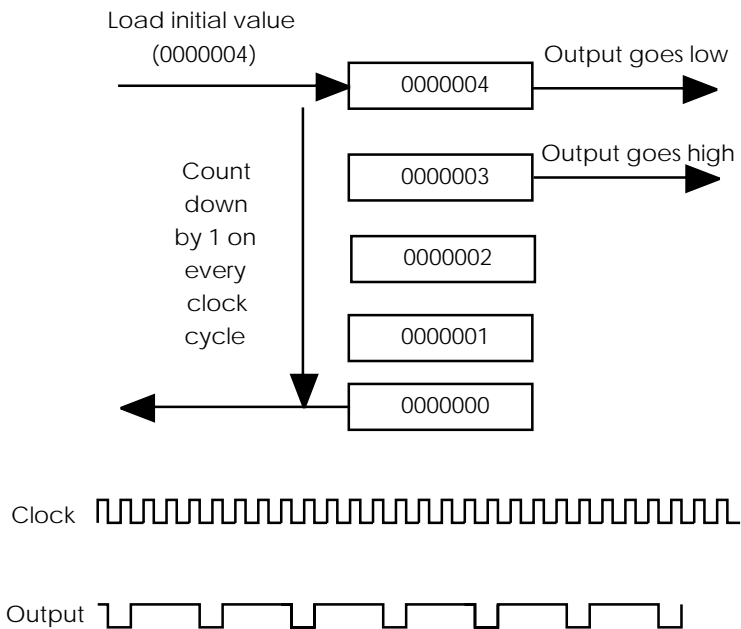 Load initial value
(0000004)
0000004
Output goes low
0000003
Output goes high
Count
down
by 1 on
every
clock
cycle
0000002
0000001
0000000
Clock
Output